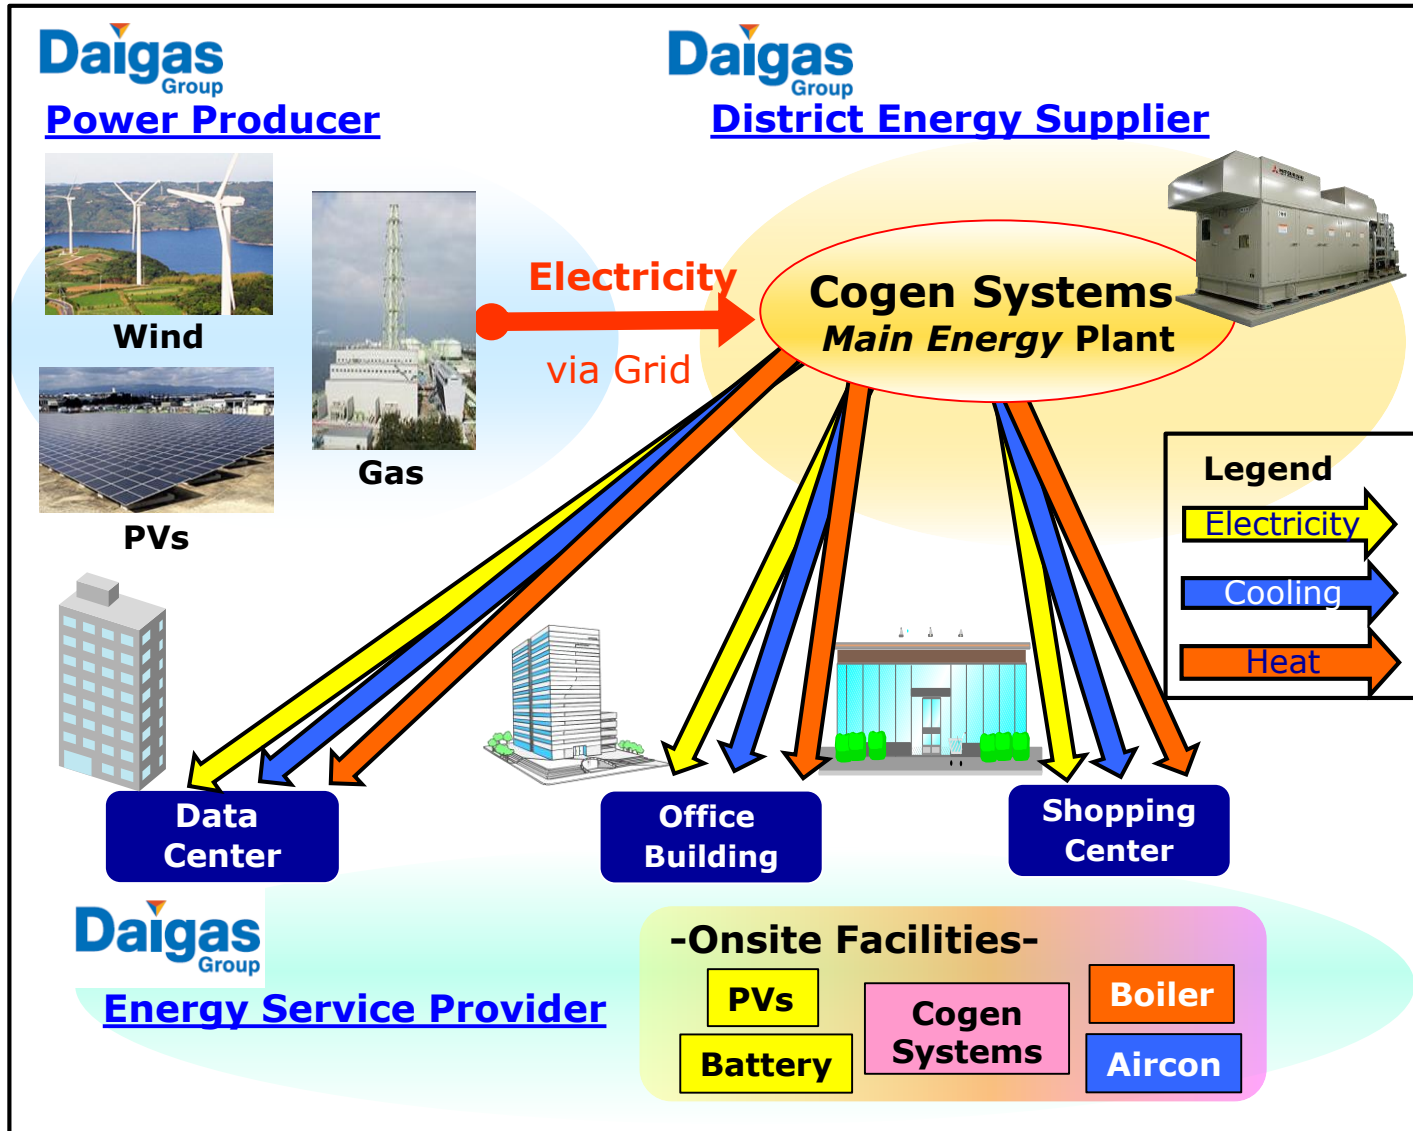 Daigas
Group
Power Producer
Wind
PVs
Gas
Electricity
via Grid
Daigas
Group
District Energy Supplier
Cogen Systems
Main Energy Plant
Legend
Electricity
Cooling
Heat
Data
Center
Office
Building
Shopping
Center
Daigas
Group
Energy Service Provider
-Onsite Facilities-
PVs
Battery
Cogen
Systems
Boiler
Aircon